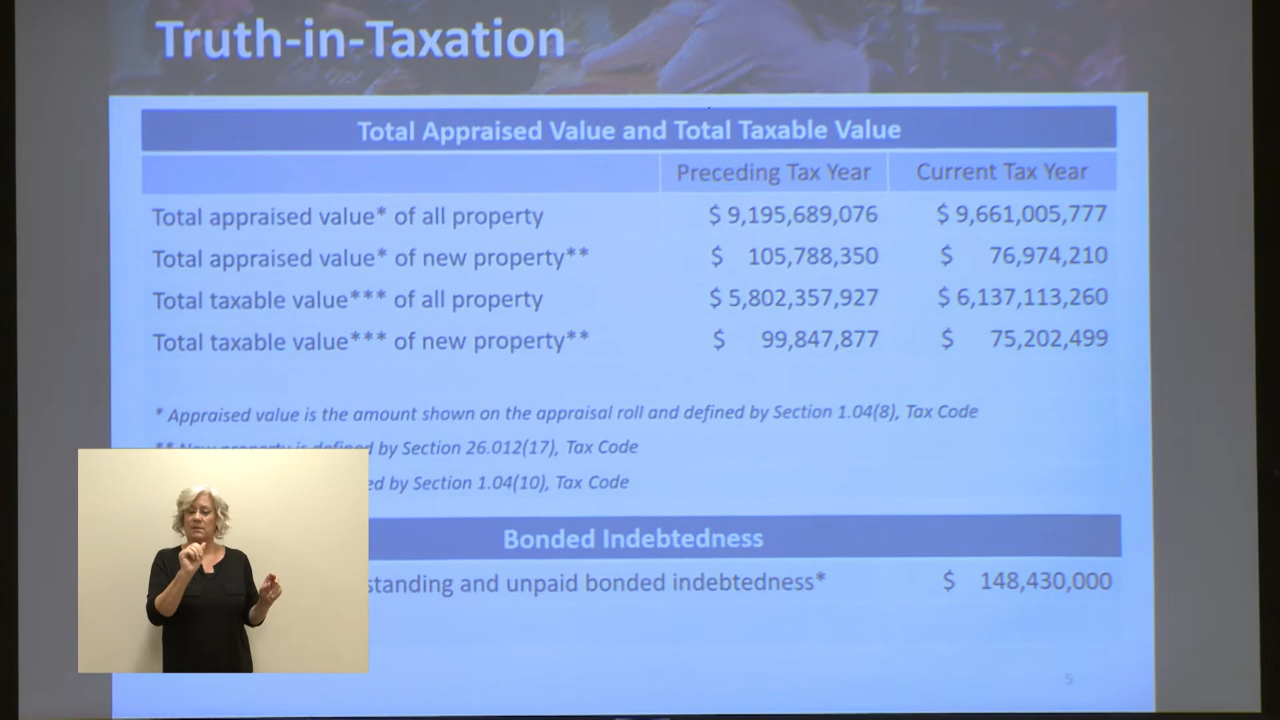 Truth-in-Taxation
Total Appraised Value and Total Taxable Value
Preceding Tax Year Current Tax Year
Total appraised value* of all property $ 9,195,689,076 $ 9,661,005,777
Total appraised value* of new property** $ 105,788,350 $ 76,974,210
Total taxable value*** of all property $ 5,802,357,927 $ 6,137,113,260
Total taxable value*** of new property** $ 99,847,877 $ 75,202,499
* Appraised value is the amount shown on the appraisal roll and defined by Section 1.04(8), Tax Code
** New property is defined by Section 26.012(17), Tax Code
by Section 1.04(10), Tax Code
Bonded Indebtedness
and unpaid bonded indebtedness* $ 148,430,000
5